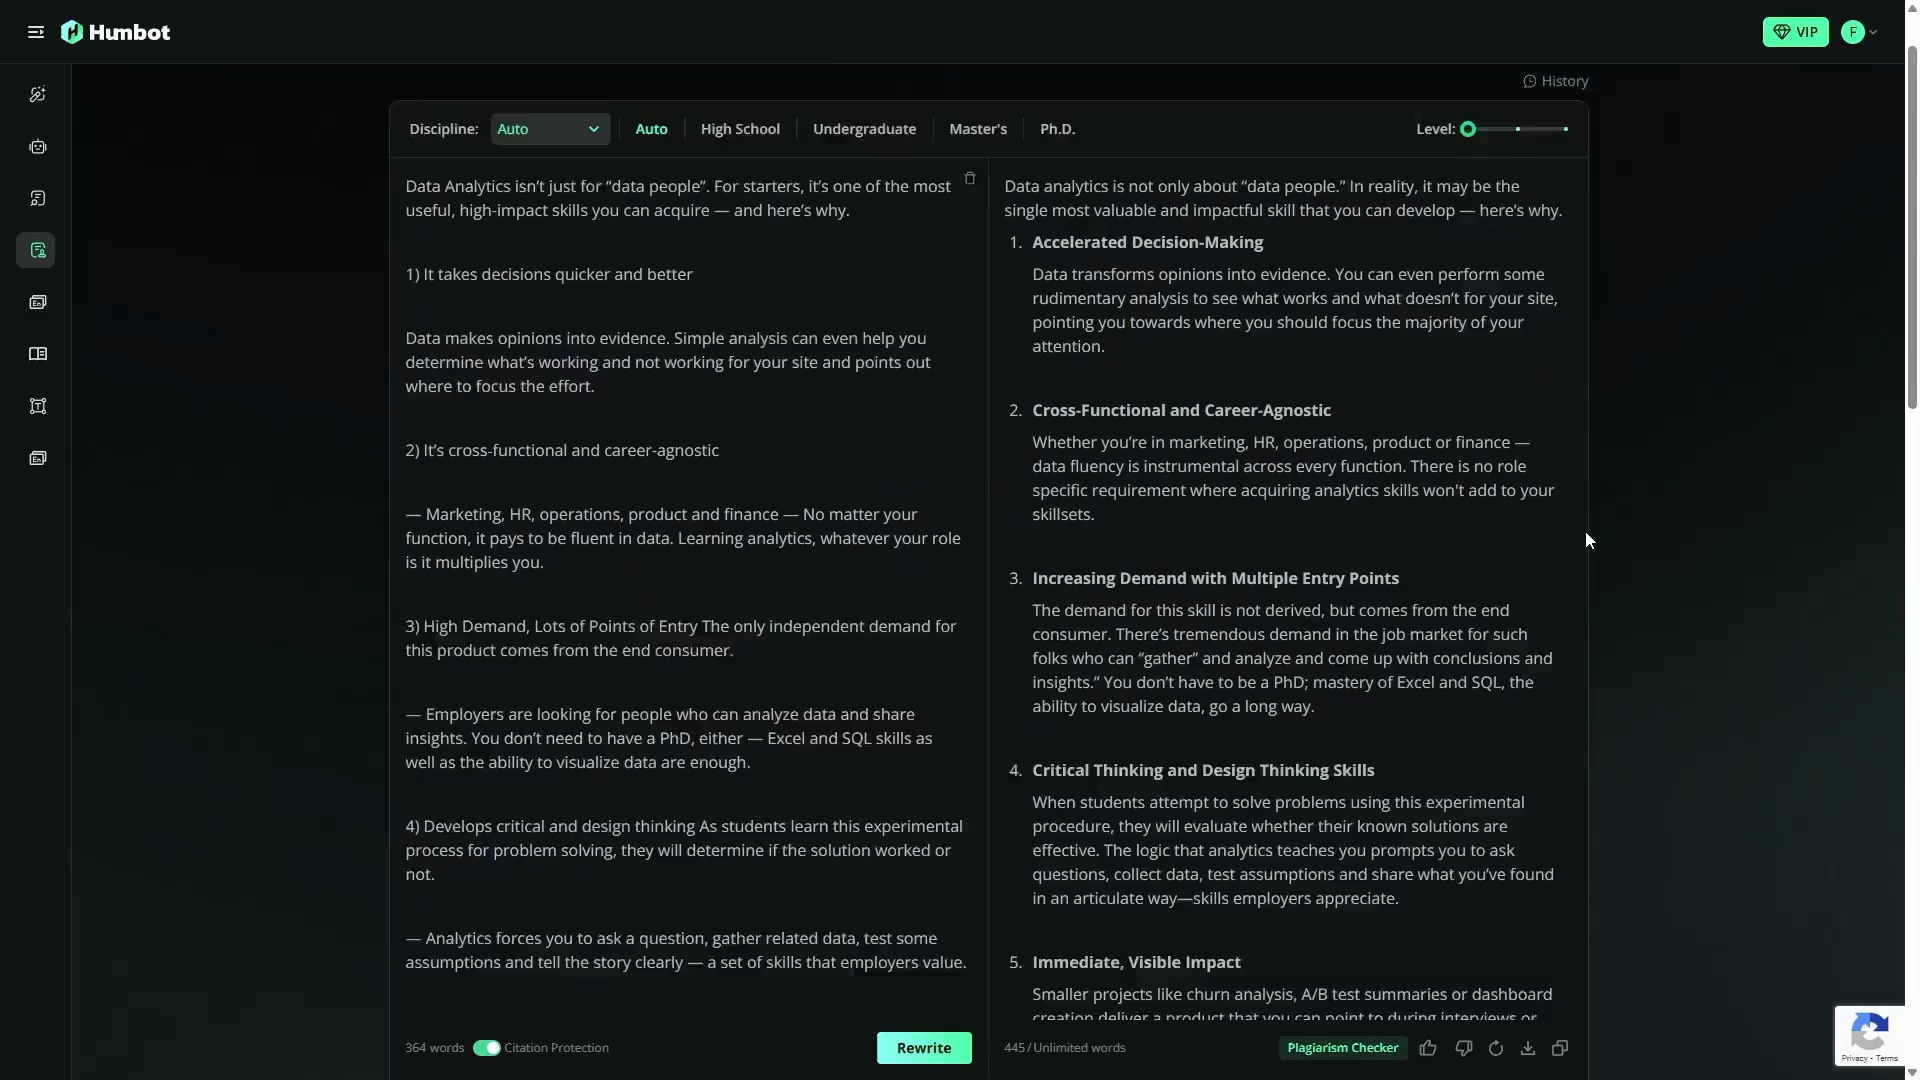 Humbot
VIP
F
History
Discipline:
Auto
Auto
High School
Undergraduate
Master's
Ph.D.
Level:
Data Analytics isn’t just for “data people”. For starters, it’s one of the most
useful, high-impact skills you can acquire — and here’s why.
1) It takes decisions quicker and better
Data makes opinions into evidence. Simple analysis can even help you
determine what’s working and not working for your site and points out
where to focus the effort.
2) It’s cross-functional and career-agnostic
— Marketing, HR, operations, product and finance — No matter your
function, it pays to be fluent in data. Learning analytics, whatever your role
is it multiplies you.
3) High Demand, Lots of Points of Entry The only independent demand for
this product comes from the end consumer.
— Employers are looking for people who can analyze data and share
insights. You don’t need to have a PhD, either — Excel and SQL skills as
well as the ability to visualize data are enough.
4) Develops critical and design thinking As students learn this experimental
process for problem solving, they will determine if the solution worked or
not.
— Analytics forces you to ask a question, gather related data, test some
assumptions and tell the story clearly — a set of skills that employers value.
364 words
Citation Protection
Rewrite
Data analytics is not only about “data people.” In reality, it may be the
single most valuable and impactful skill that you can develop — here’s why.
1. Accelerated Decision-Making
Data transforms opinions into evidence. You can even perform some
rudimentary analysis to see what works and what doesn’t for your site,
pointing you towards where you should focus the majority of your
attention.
2. Cross-Functional and Career-Agnostic
Whether you’re in marketing, HR, operations, product or finance —
data fluency is instrumental across every function. There is no role
specific requirement where acquiring analytics skills won't add to your
skillsets.
3. Increasing Demand with Multiple Entry Points
The demand for this skill is not derived, but comes from the end
consumer. There’s tremendous demand in the job market for such
folks who can “gather” and analyze and come up with conclusions and
insights.” You don’t have to be a PhD; mastery of Excel and SQL, the
ability to visualize data, go a long way.
4. Critical Thinking and Design Thinking Skills
When students attempt to solve problems using this experimental
procedure, they will evaluate whether their known solutions are
effective. The logic that analytics teaches you prompts you to ask
questions, collect data, test assumptions and share what you’ve found
in an articulate way—skills employers appreciate.
5. Immediate, Visible Impact
Smaller projects like churn analysis, A/B test summaries or dashboard
creation deliver a product that you can point to during interviews or
445/Unlimited words
Plagiarism Checker
Privacy - Terms